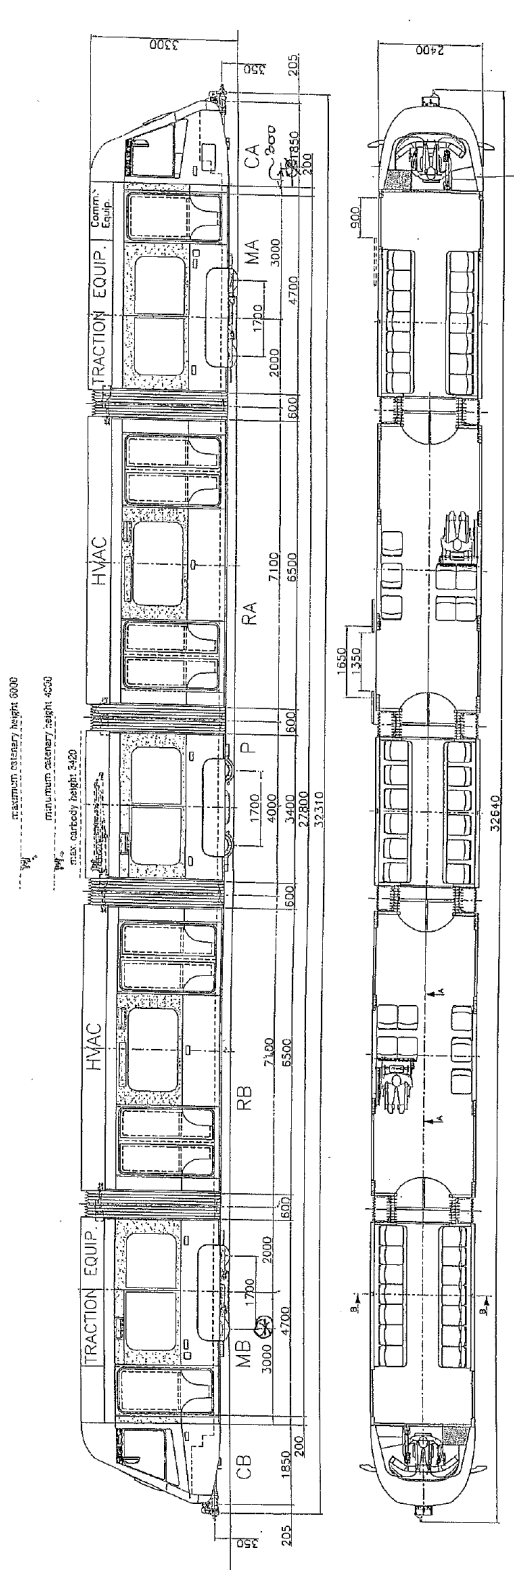 maximum catenary height 6000
minumum catenary height 4000
max carbody height 3420
3300
350
205
TRACTION EQUIP.
Comm.
Equip.
HVAC
HVAC
TRACTION EQUIP.
CA
300
1850
200
MA
3000
1700
4700
2000
600
RA
7100
6500
600
P
1700
4000
3400
27800
32310
600
RB
7100
6500
600
MB
2000
1700
4700
3000
CB
1850
200
350
205
2400
900
1650
1350
32640
A
A
B
B